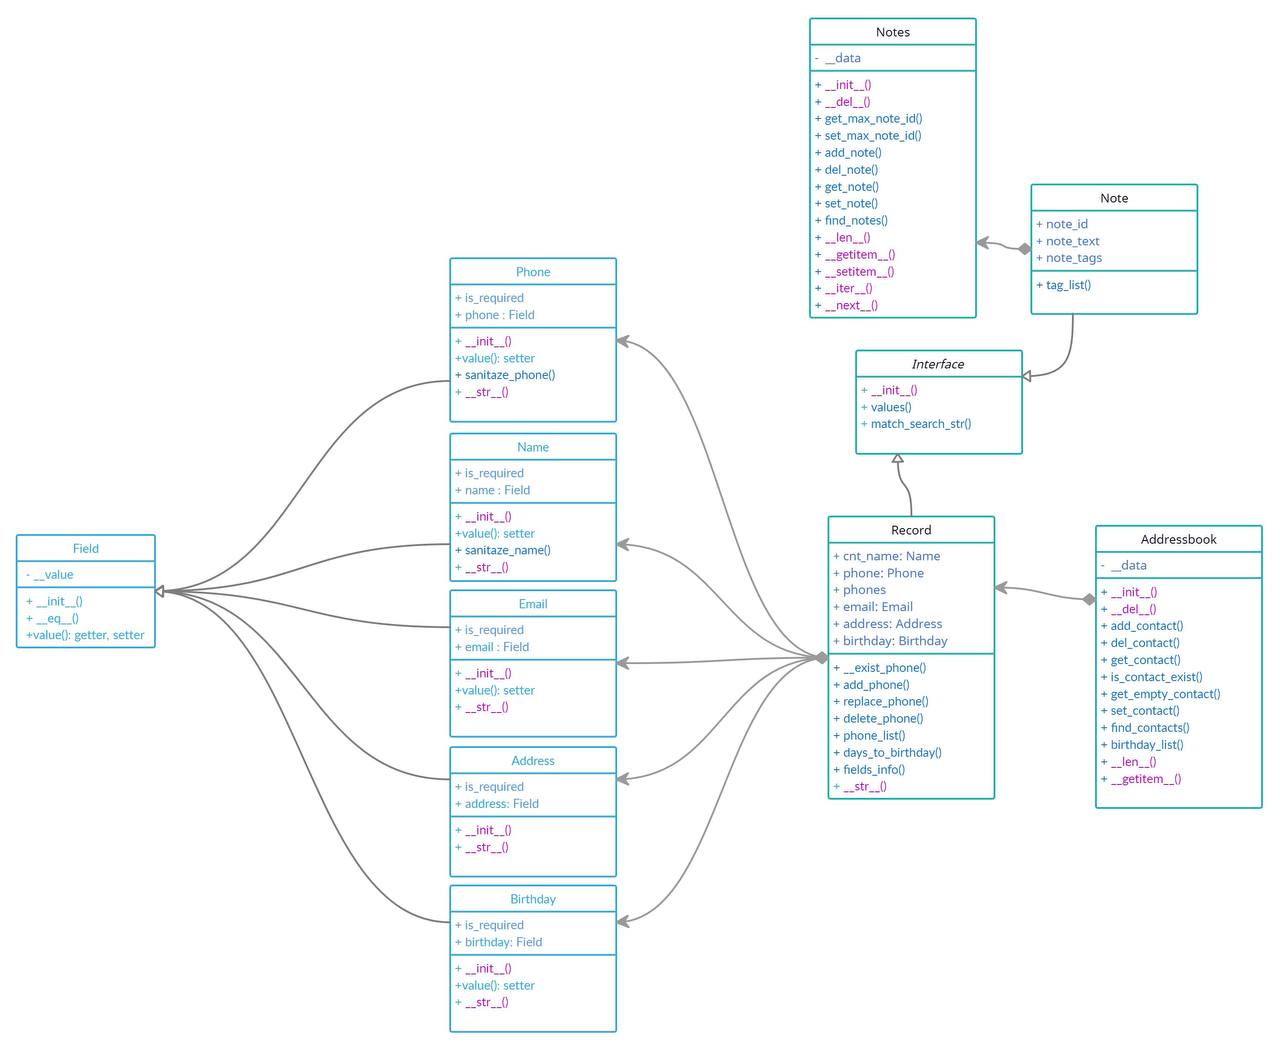 Notes
- __data
+ __init__()
+ __del__()
+ get_max_note_id()
+ set_max_note_id()
+ add_note()
+ del_note()
+ get_note()
+ set_note()
+ find_notes()
+ __len__()
+ __getitem__()
+ __setitem__()
+ __iter__()
+ __next__()
Note
+ note_id
+ note_text
+ note_tags
+ tag_list()
Phone
+ is_required
+ phone : Field
+ __init__()
+value(): setter
+ sanitaze_phone()
+ __str__()
Interface
+ __init__()
+ values()
+ match_search_str()
Name
+ is_required
+ name : Field
+ __init__()
+value(): setter
+ sanitaze_name()
+ __str__()
Field
- __value
+ __init__()
+ __eq__()
+value(): getter, setter
Email
+ is_required
+ email : Field
+ __init__()
+value(): setter
+ __str__()
Record
+ cnt_name: Name
+ phone: Phone
+ phones
+ email: Email
+ address: Address
+ birthday: Birthday
+ __exist_phone()
+ add_phone()
+ replace_phone()
+ delete_phone()
+ phone_list()
+ days_to_birthday()
+ fields_info()
+ __str__()
Addressbook
- __data
+ __init__()
+ __del__()
+ add_contact()
+ del_contact()
+ get_contact()
+ is_contact_exist()
+ get_empty_contact()
+ set_contact()
+ find_contacts()
+ birthday_list()
+ __len__()
+ __getitem__()
Address
+ is_required
+ address: Field
+ __init__()
+ __str__()
Birthday
+ is_required
+ birthday: Field
+ __init__()
+value(): setter
+ __str__()